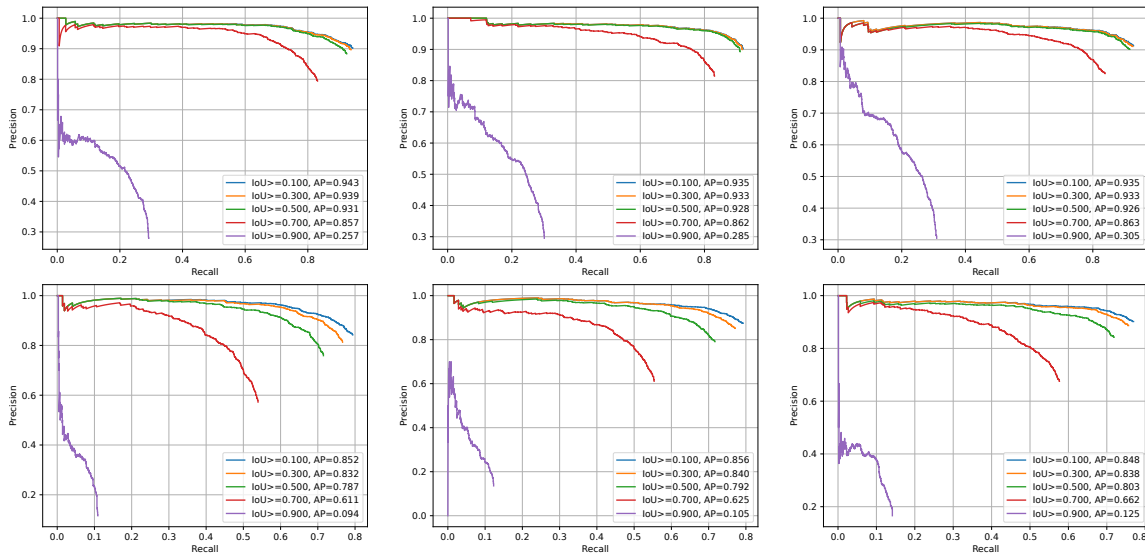 1.0
0.9
0.8
0.7
0.6
0.5
0.4
0.3
Precision
0.0 0.2 0.4 0.6 0.8
Recall
IoU>=0.100, AP=0.943
IoU>=0.300, AP=0.939
IoU>=0.500, AP=0.931
IoU>=0.700, AP=0.857
IoU>=0.900, AP=0.257
1.0
0.9
0.8
0.7
0.6
0.5
0.4
0.3
Precision
0.0 0.2 0.4 0.6 0.8
Recall
IoU>=0.100, AP=0.935
IoU>=0.300, AP=0.933
IoU>=0.500, AP=0.928
IoU>=0.700, AP=0.862
IoU>=0.900, AP=0.285
1.0
0.9
0.8
0.7
0.6
0.5
0.4
0.3
Precision
0.0 0.2 0.4 0.6 0.8
Recall
IoU>=0.100, AP=0.935
IoU>=0.300, AP=0.933
IoU>=0.500, AP=0.926
IoU>=0.700, AP=0.863
IoU>=0.900, AP=0.305
1.0
0.8
0.6
0.4
0.2
Precision
0.0 0.1 0.2 0.3 0.4 0.5 0.6 0.7 0.8
Recall
IoU>=0.100, AP=0.852
IoU>=0.300, AP=0.832
IoU>=0.500, AP=0.787
IoU>=0.700, AP=0.611
IoU>=0.900, AP=0.094
1.0
0.8
0.6
0.4
0.2
0.0
Precision
0.0 0.1 0.2 0.3 0.4 0.5 0.6 0.7 0.8
Recall
IoU>=0.100, AP=0.856
IoU>=0.300, AP=0.840
IoU>=0.500, AP=0.792
IoU>=0.700, AP=0.625
IoU>=0.900, AP=0.105
1.0
0.8
0.6
0.4
0.2
Precision
0.0 0.1 0.2 0.3 0.4 0.5 0.6 0.7 0.8
Recall
IoU>=0.100, AP=0.848
IoU>=0.300, AP=0.838
IoU>=0.500, AP=0.803
IoU>=0.700, AP=0.662
IoU>=0.900, AP=0.125